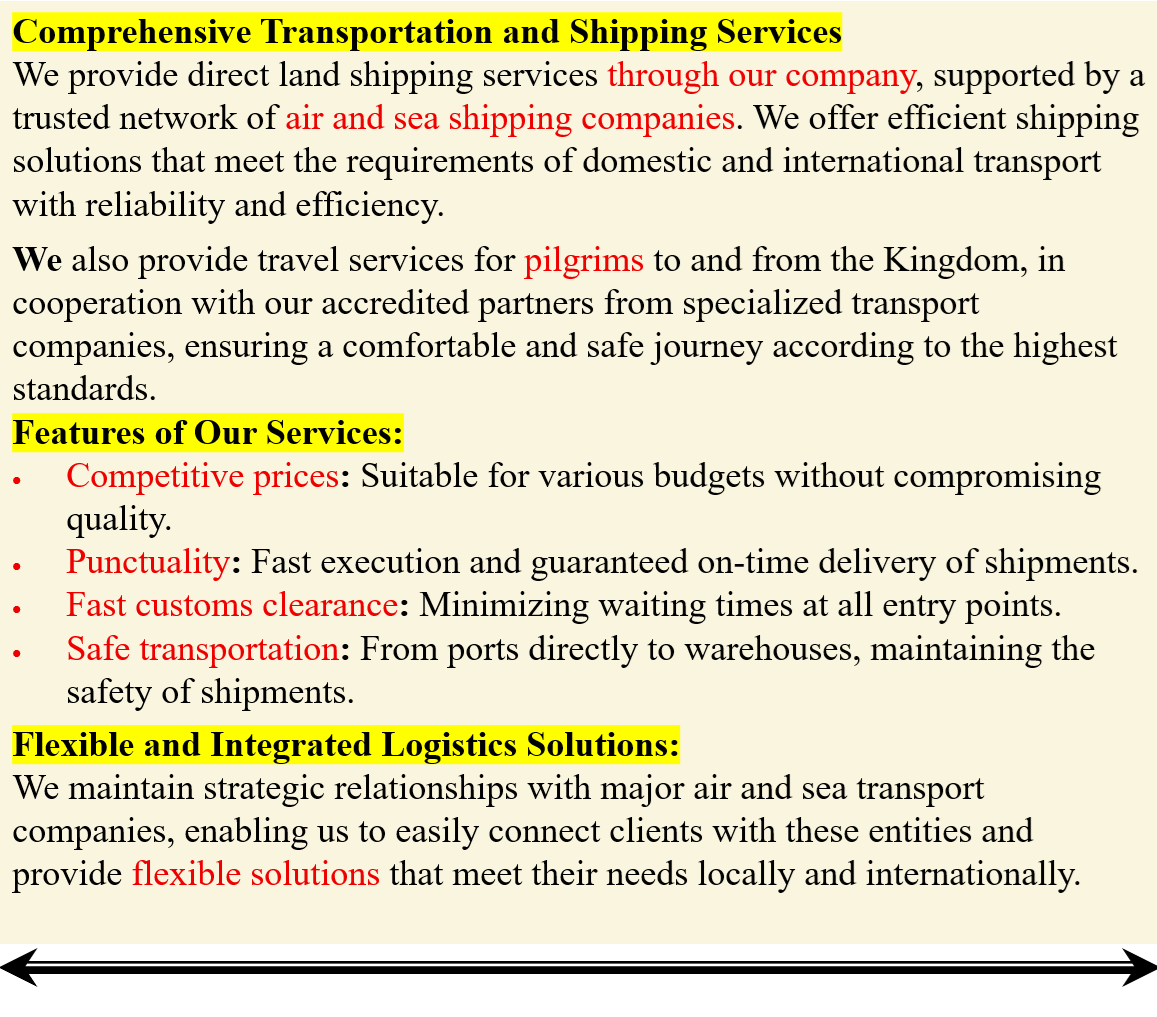 Comprehensive Transportation and Shipping Services
We provide direct land shipping services through our company, supported by a
trusted network of air and sea shipping companies. We offer efficient shipping
solutions that meet the requirements of domestic and international transport
with reliability and efficiency.
We also provide travel services for pilgrims to and from the Kingdom, in
cooperation with our accredited partners from specialized transport
companies, ensuring a comfortable and safe journey according to the highest
standards.
Features of Our Services:
• Competitive prices: Suitable for various budgets without compromising
quality.
• Punctuality: Fast execution and guaranteed on-time delivery of shipments.
• Fast customs clearance: Minimizing waiting times at all entry points.
• Safe transportation: From ports directly to warehouses, maintaining the
safety of shipments.
Flexible and Integrated Logistics Solutions:
We maintain strategic relationships with major air and sea transport
companies, enabling us to easily connect clients with these entities and
provide flexible solutions that meet their needs locally and internationally.